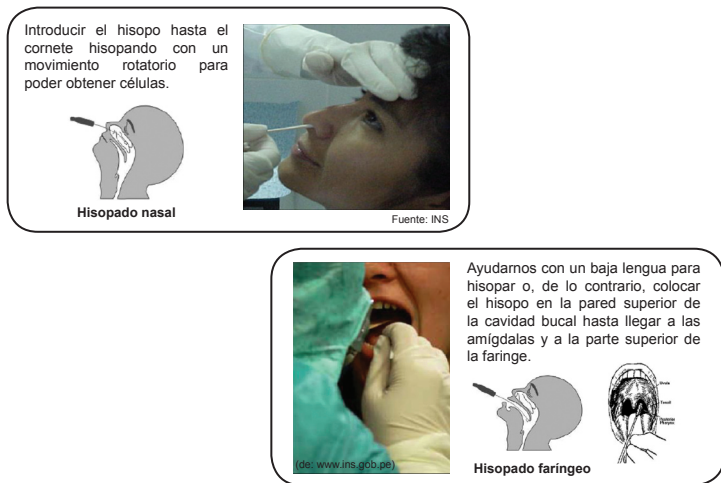 Introducir el hisopo hasta el
cornete hisopando con un
movimiento rotatorio para
poder obtener células.
Hisopado nasal
Fuente: INS
Ayudarnos con un baja lengua para
hisopar o, de lo contrario, colocar
el hisopo en la pared superior de
la cavidad bucal hasta llegar a las
amígdalas y a la parte superior de
la faringe.
(de: www.ins.gob.pe)
Hisopado faríngeo